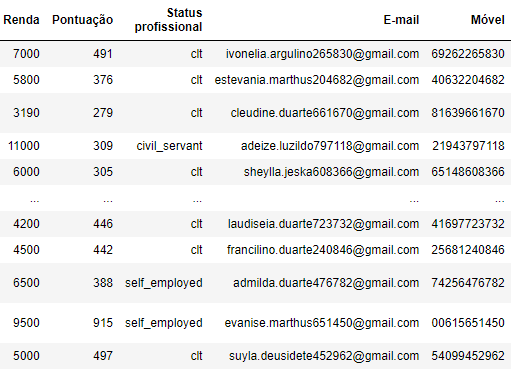 Renda Pontuação Status profissional E-mail Móvel
7000 491 clt ivonelia.argulino265830@gmail.com 69262265830
5800 376 clt estevania.marthus204682@gmail.com 40632204682
3190 279 clt cleudine.duarte661670@gmail.com 81639661670
11000 309 civil_servant adeize.luzildo797118@gmail.com 21943797118
6000 305 clt sheylla.jeska608366@gmail.com 65148608366
... ... ... ... ...
4200 446 clt laudiseia.duarte723732@gmail.com 41697723732
4500 442 clt francilino.duarte240846@gmail.com 25681240846
6500 388 self_employed admilda.duarte476782@gmail.com 74256476782
9500 915 self_employed evanise.marthus651450@gmail.com 00615651450
5000 497 clt suyla.deusidete452962@gmail.com 54099452962